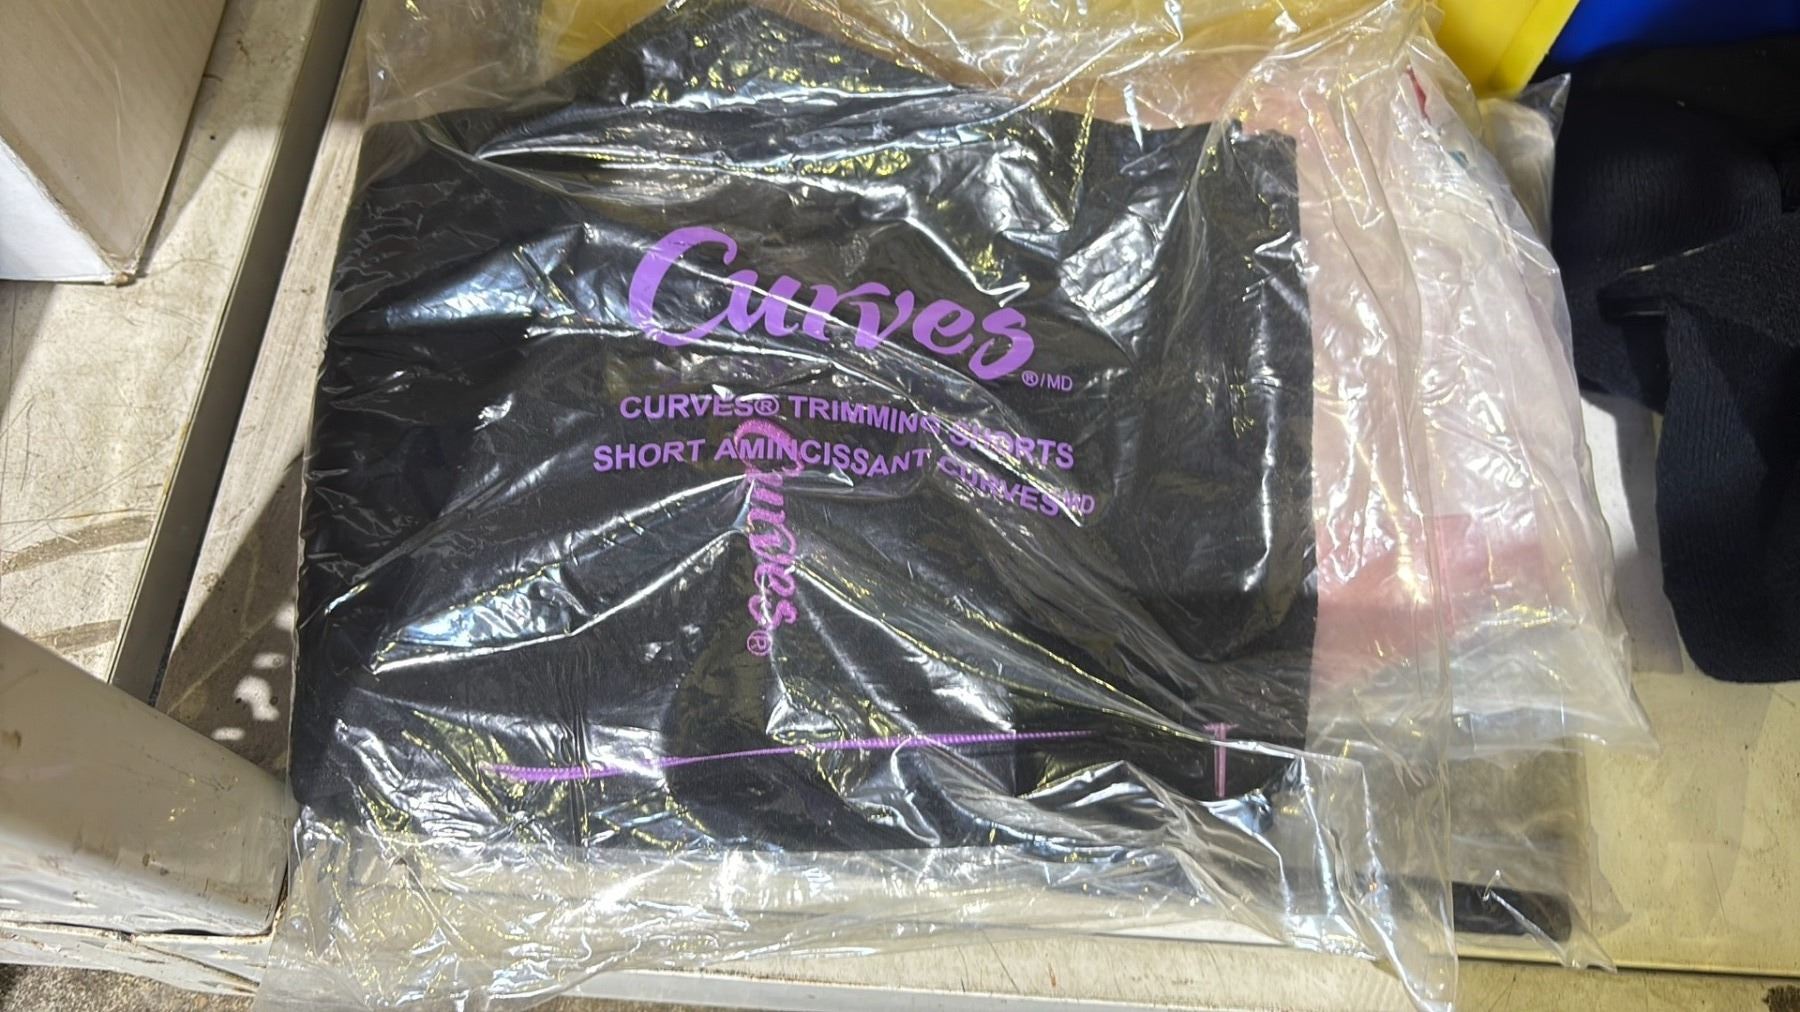 Curves
®/MD
CURVES® TRIMMING SHORTS
SHORT AMINCISSANT CURVES MD
Curves®